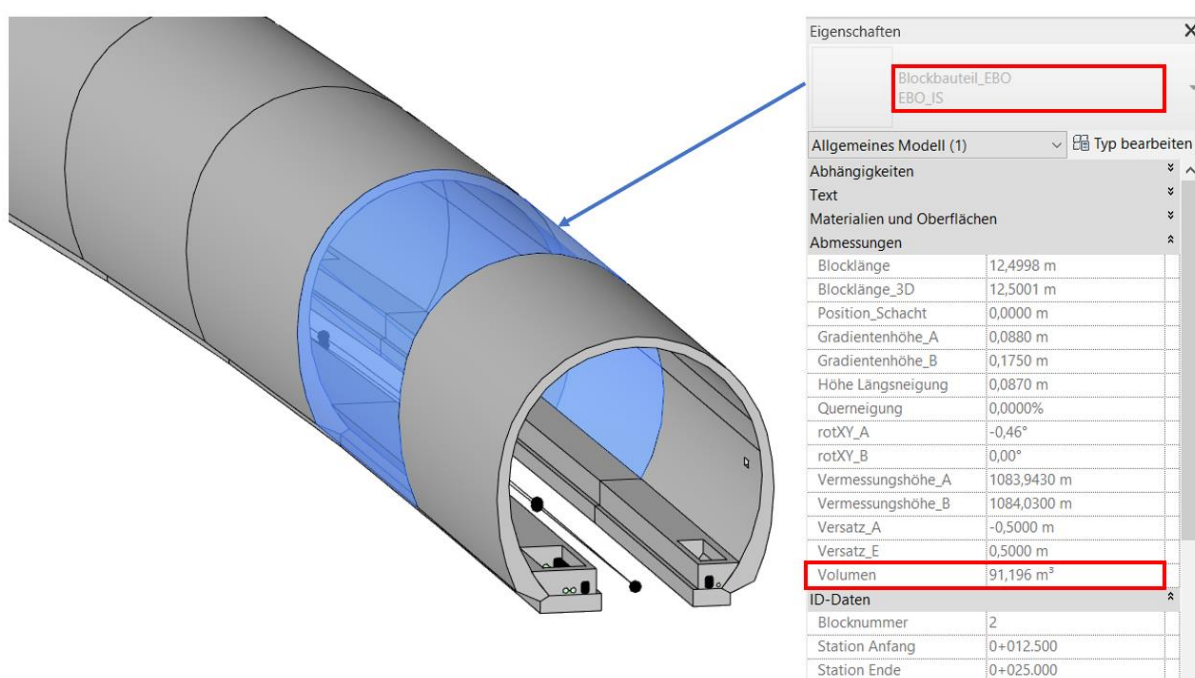 Eigenschaften
Blockbauteil_EBO
EBO_IS
Allgemeines Modell (1) Typ bearbeiten
Abhängigkeiten
Text
Materialien und Oberflächen
Abmessungen
Blocklänge 12,4998 m
Blocklänge_3D 12,5001 m
Position_Schacht 0,0000 m
Gradientenhöhe_A 0,0880 m
Gradientenhöhe_B 0,1750 m
Höhe Längsneigung 0,0870 m
Querneigung 0,0000%
rotXY_A -0,46°
rotXY_B 0,00°
Vermessungshöhe_A 1083,9430 m
Vermessungshöhe_B 1084,0300 m
Versatz_A -0,5000 m
Versatz_E 0,5000 m
Volumen 91,196 m³
ID-Daten
Blocknummer 2
Station Anfang 0+012.500
Station Ende 0+025.000